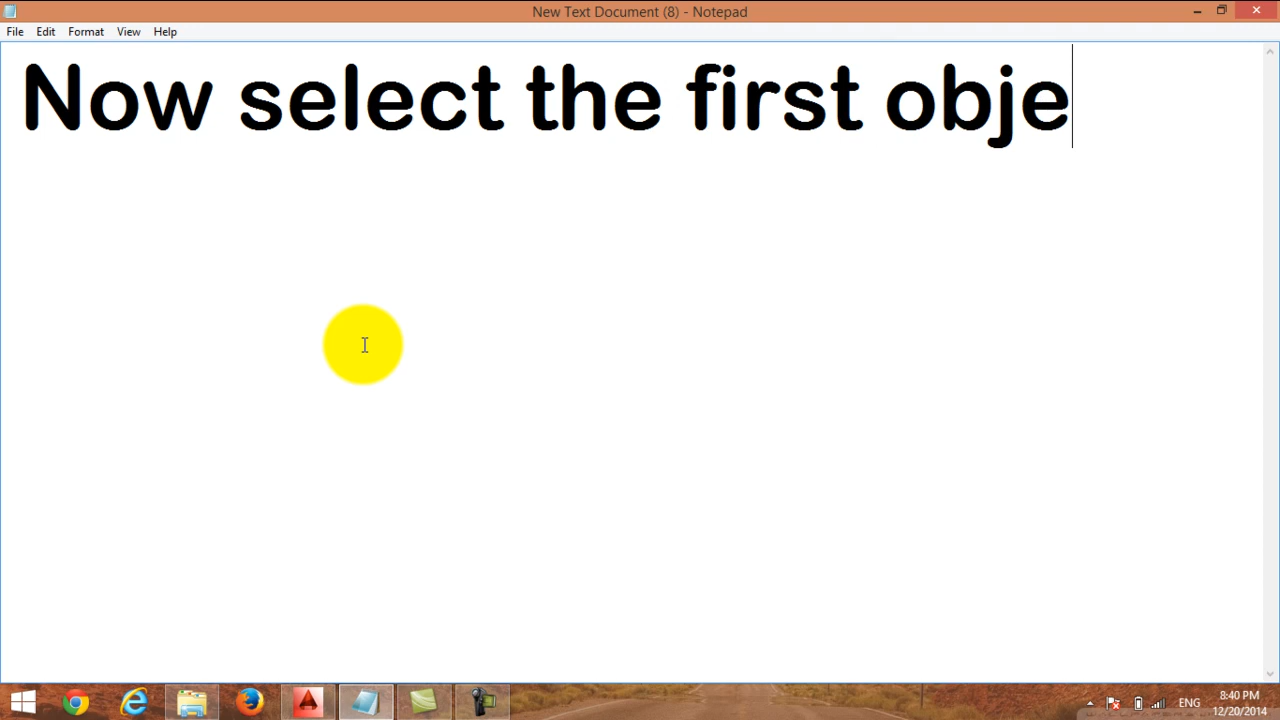 New Text Document (8) - Notepad
File Edit Format View Help
Now select the first obje
ENG
8:40 PM
12/20/2014